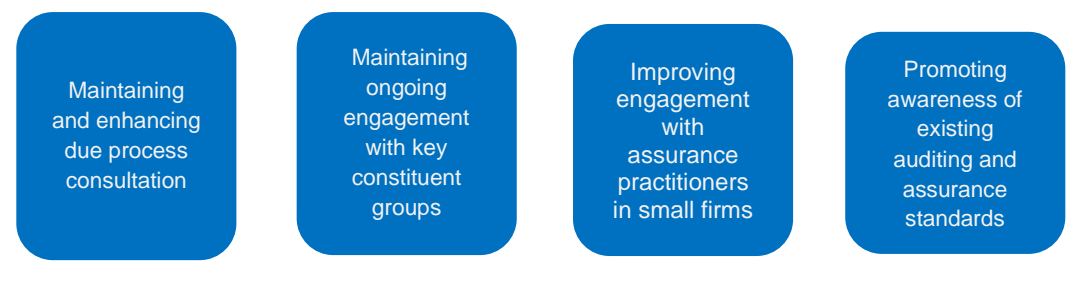 Maintaining
and enhancing
due process
consultation
Maintaining
ongoing
engagement
with key
constituent
groups
Improving
engagement
with
assurance
practitioners
in small firms
Promoting
awareness of
existing
auditing and
assurance
standards